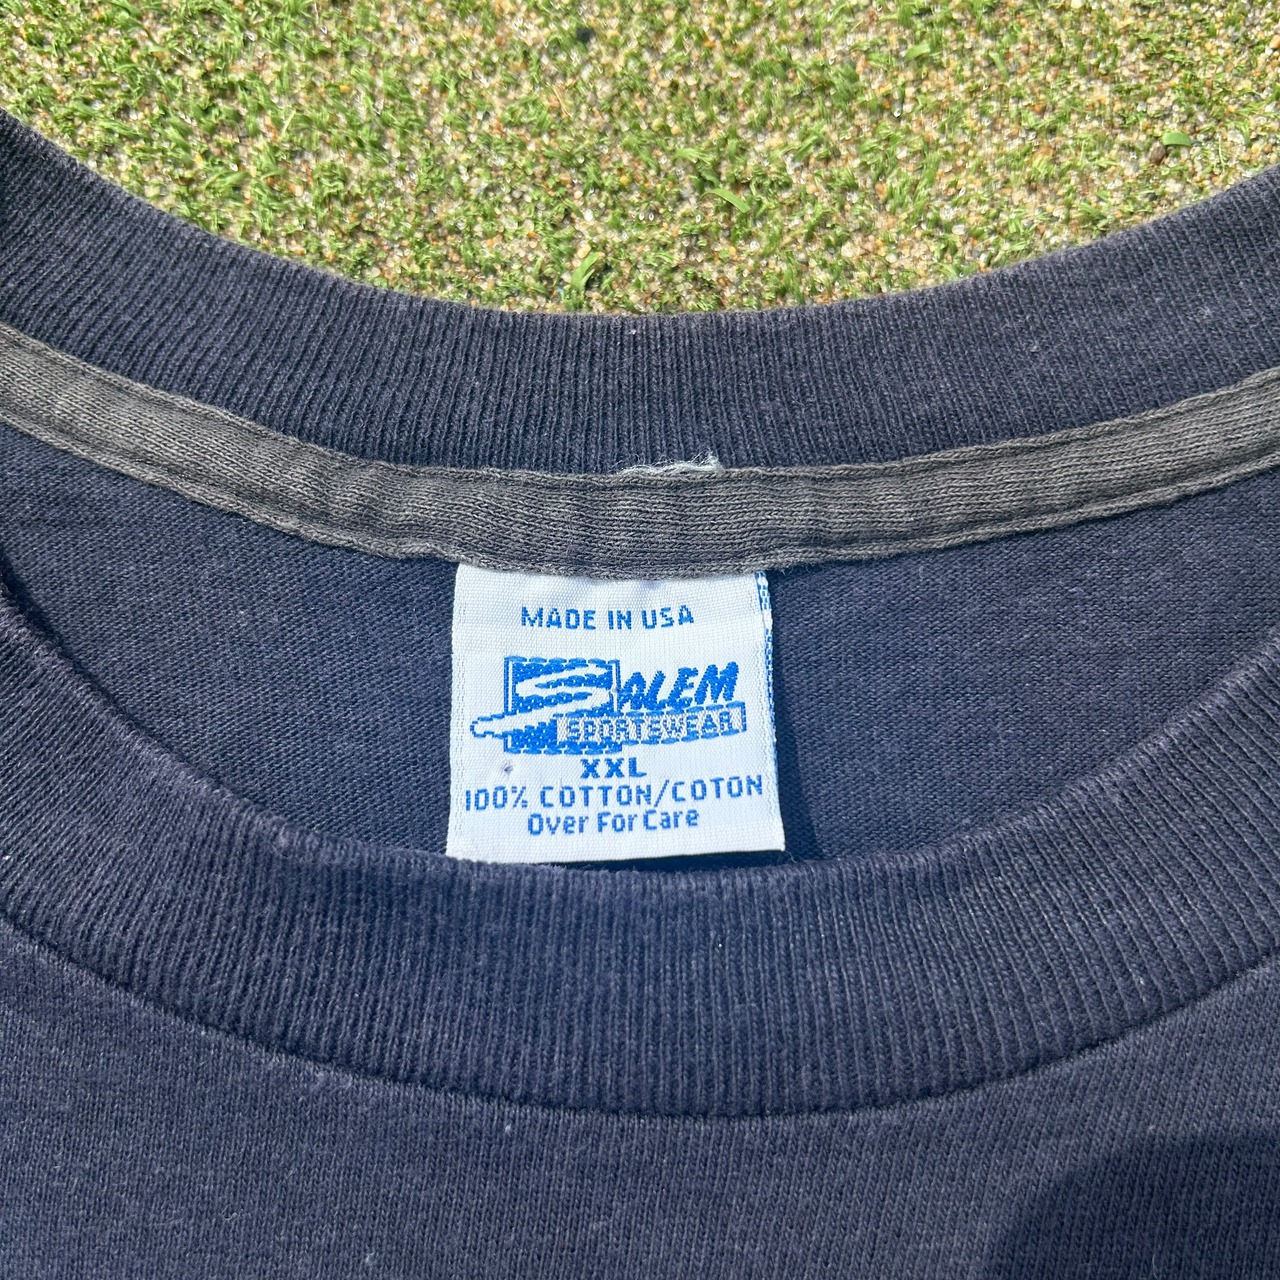 MADE IN USA
SALEM
SPORTSWEAR
XXL
100% COTTON/COTON
Over For Care